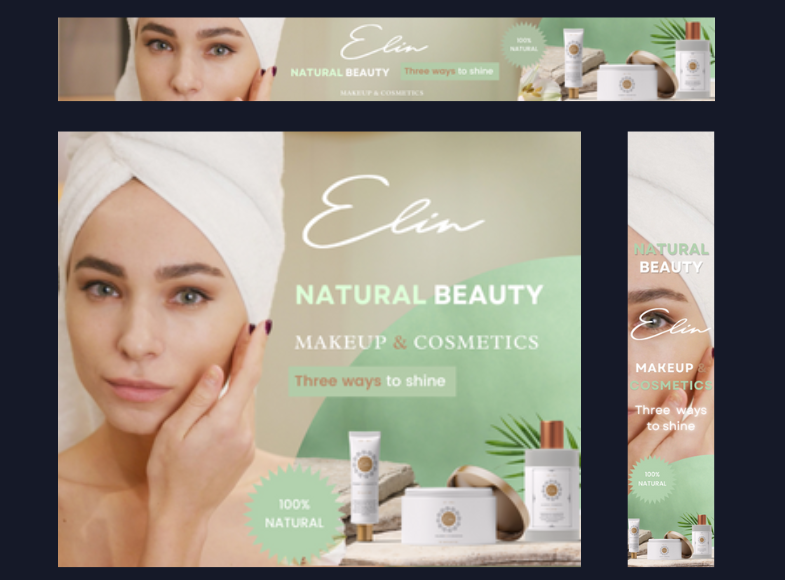 Elin
NATURAL BEAUTY
Three ways to shine
MAKEUP & COSMETICS
100%
NATURAL
Elin
NATURAL BEAUTY
MAKEUP & COSMETICS
Three ways to shine
100%
NATURAL
NATURAL
BEAUTY
Elin
MAKEUP &
COSMETICS
Three ways
to shine
100%
NATURAL